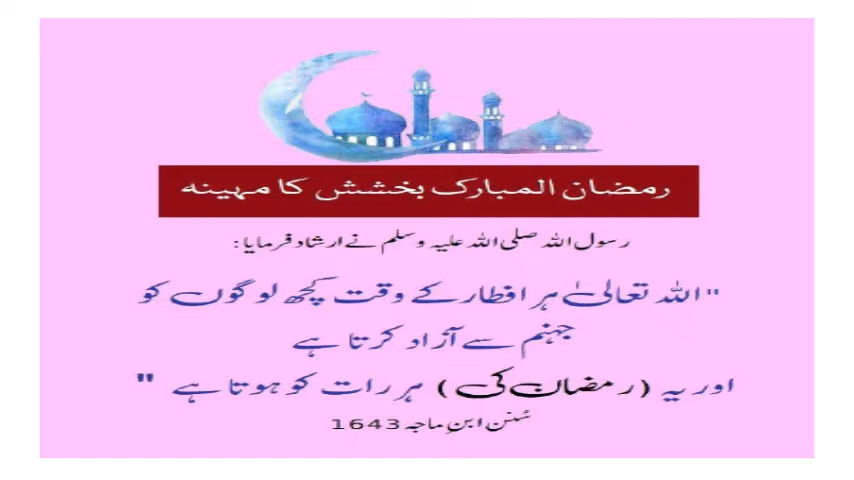 رمضان المبارک بخشش کا مہینہ
رسول اللہ صلی اللہ علیہ وسلم نے ارشاد فرمایا:
"اللہ تعالیٰ ہر افطار کے وقت کچھ لوگوں کو
جہنم سے آزاد کرتا ہے
اور یہ (رمضان کی) ہر رات کو ہوتا ہے "
سُنن ابنِ ماجہ 1643